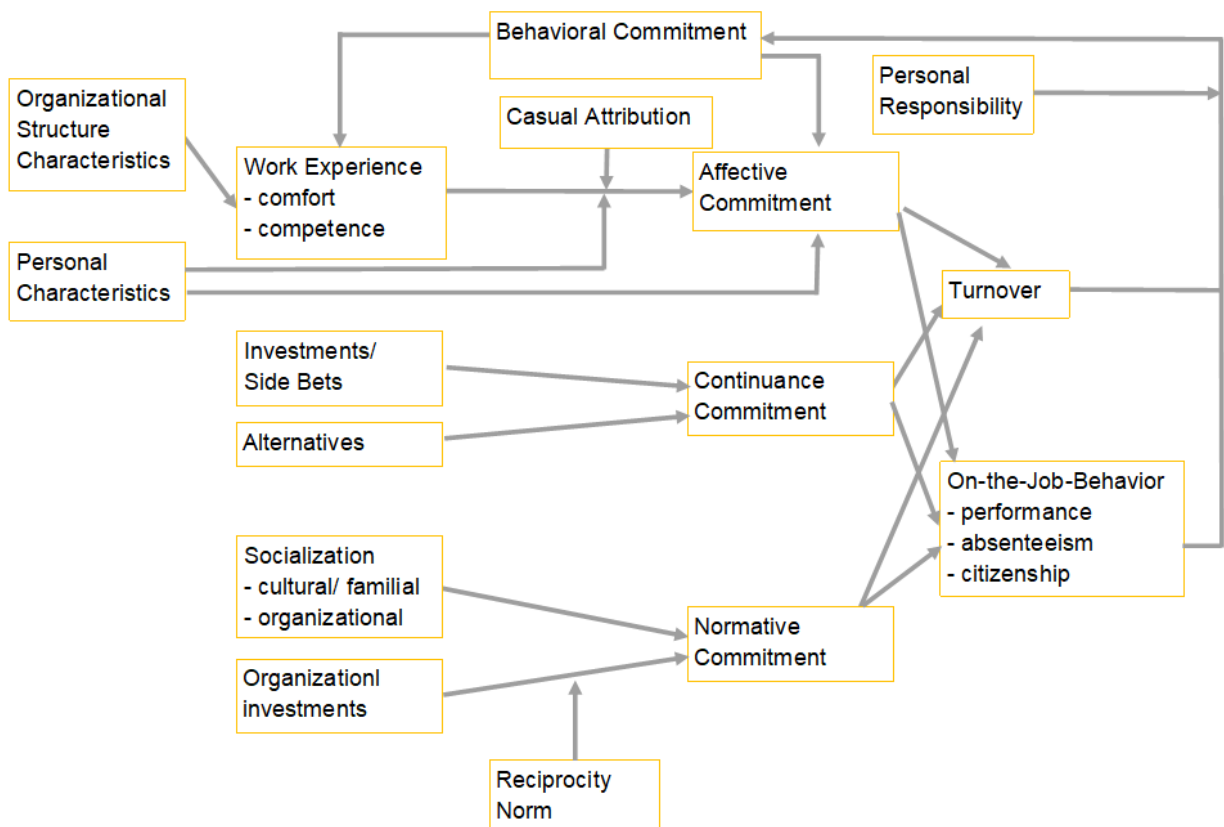 Behavioral Commitment
Personal
Responsibility
Organizational
Structure
Characteristics
Casual Attribution
Work Experience
- comfort
- competence
Affective
Commitment
Personal
Characteristics
Turnover
Investments/
Side Bets
Continuance
Commitment
Alternatives
On-the-Job-Behavior
- performance
- absenteeism
- citizenship
Socialization
- cultural/ familial
- organizational
Normative
Commitment
Organizationl
investments
Reciprocity
Norm